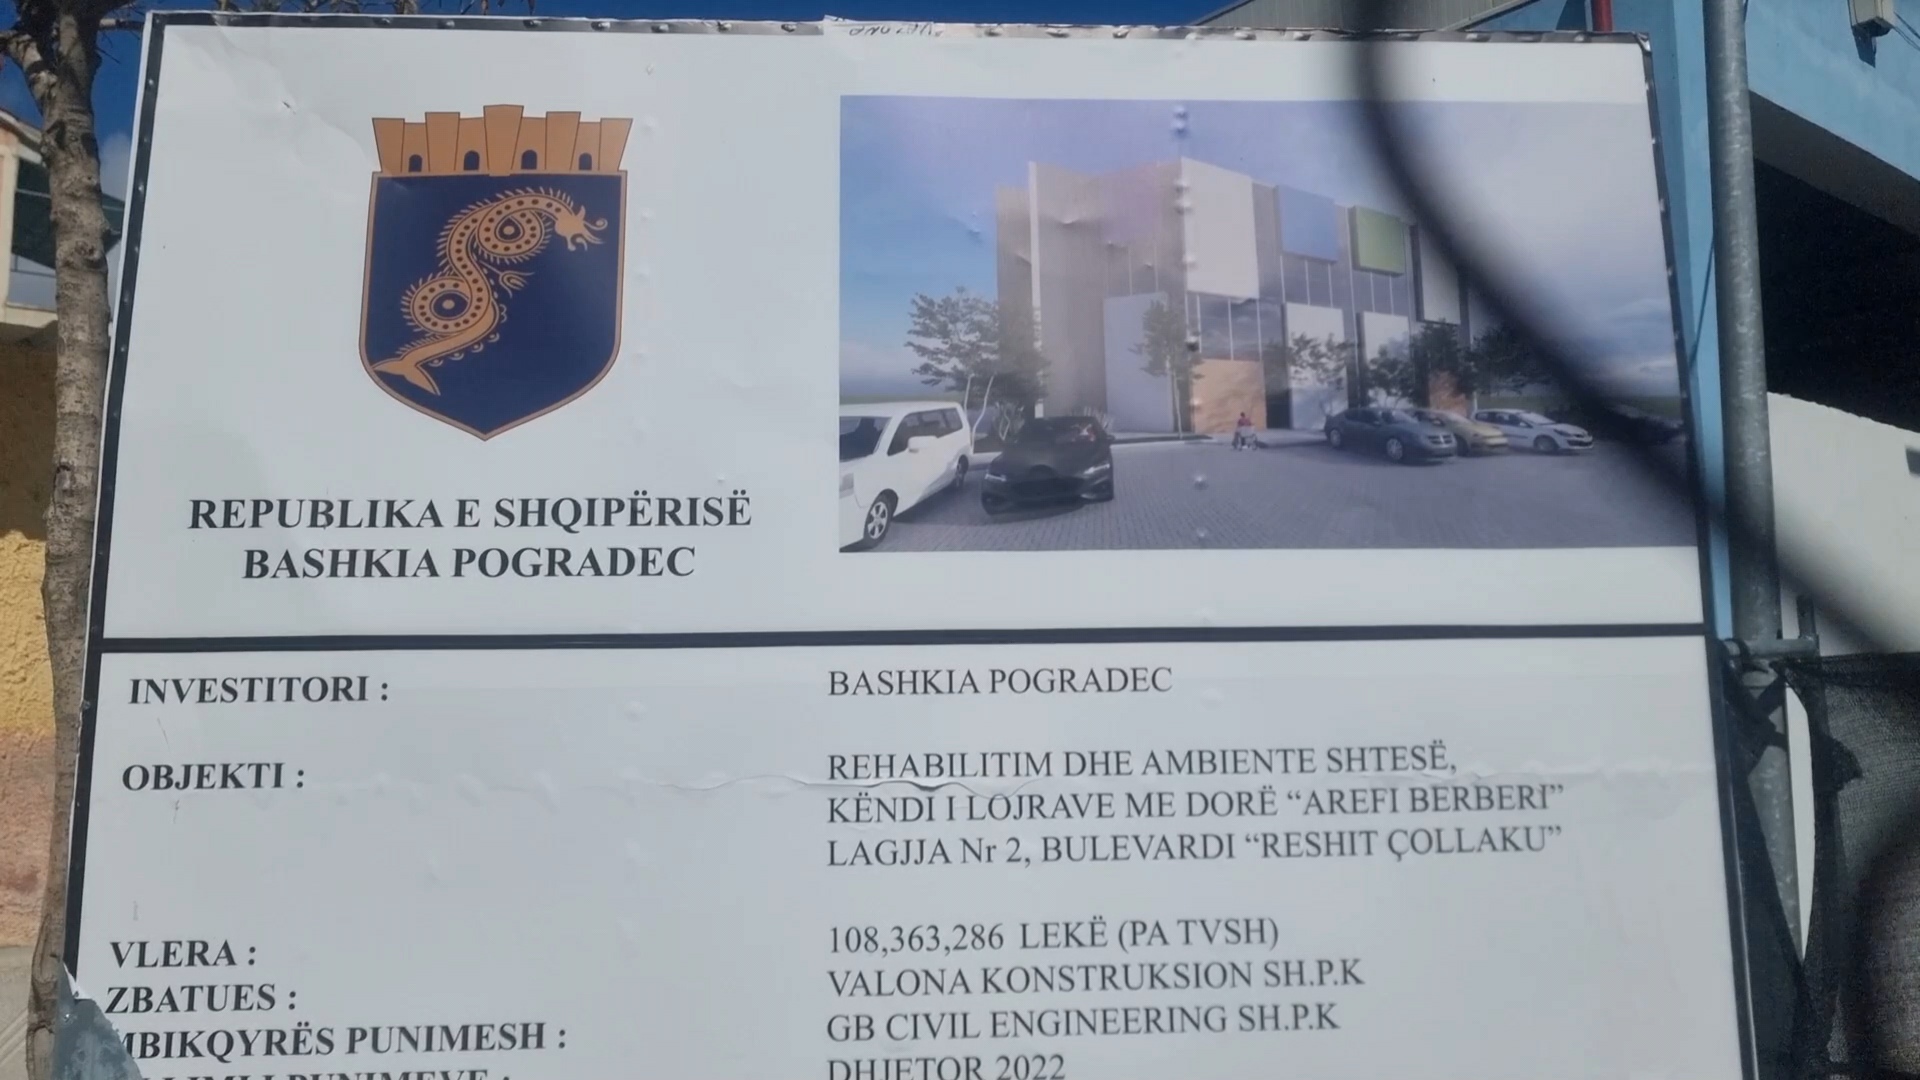 REPUBLIKA E SHQIPËRISË
BASHKIA POGRADEC
INVESTITORI : BASHKIA POGRADEC
OBJEKTI : REHABILITIM DHE AMBIENTE SHTESË,
KËNDI I LOJRAVE ME DORË “AREFI BERBERI”
LAGJJA Nr 2, BULEVARDI “RESHIT ÇOLLAKU”
VLERA : 108,363,286 LEKË (PA TVSH)
ZBATUES : VALONA KONSTRUKSION SH.P.K
MBIKQYRËS PUNIMESH : GB CIVIL ENGINEERING SH.P.K
DHJETOR 2022